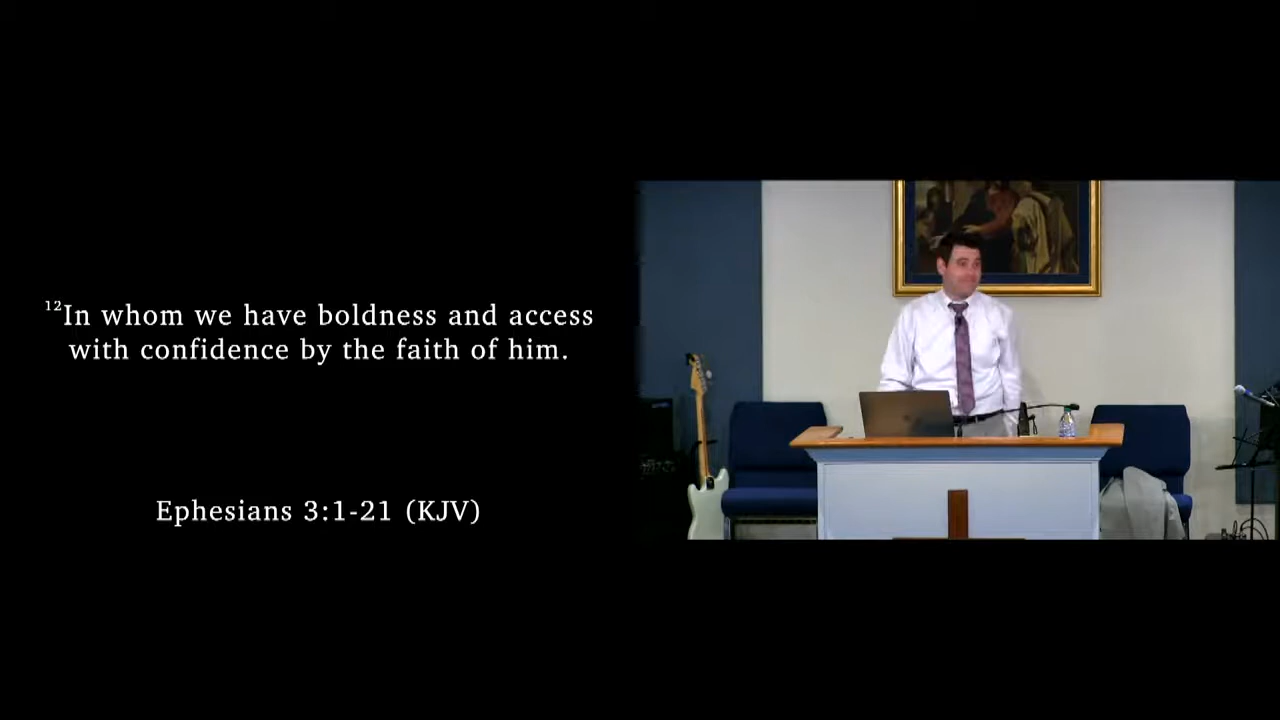 ¹²In whom we have boldness and access
with confidence by the faith of him.
Ephesians 3:1-21 (KJV)